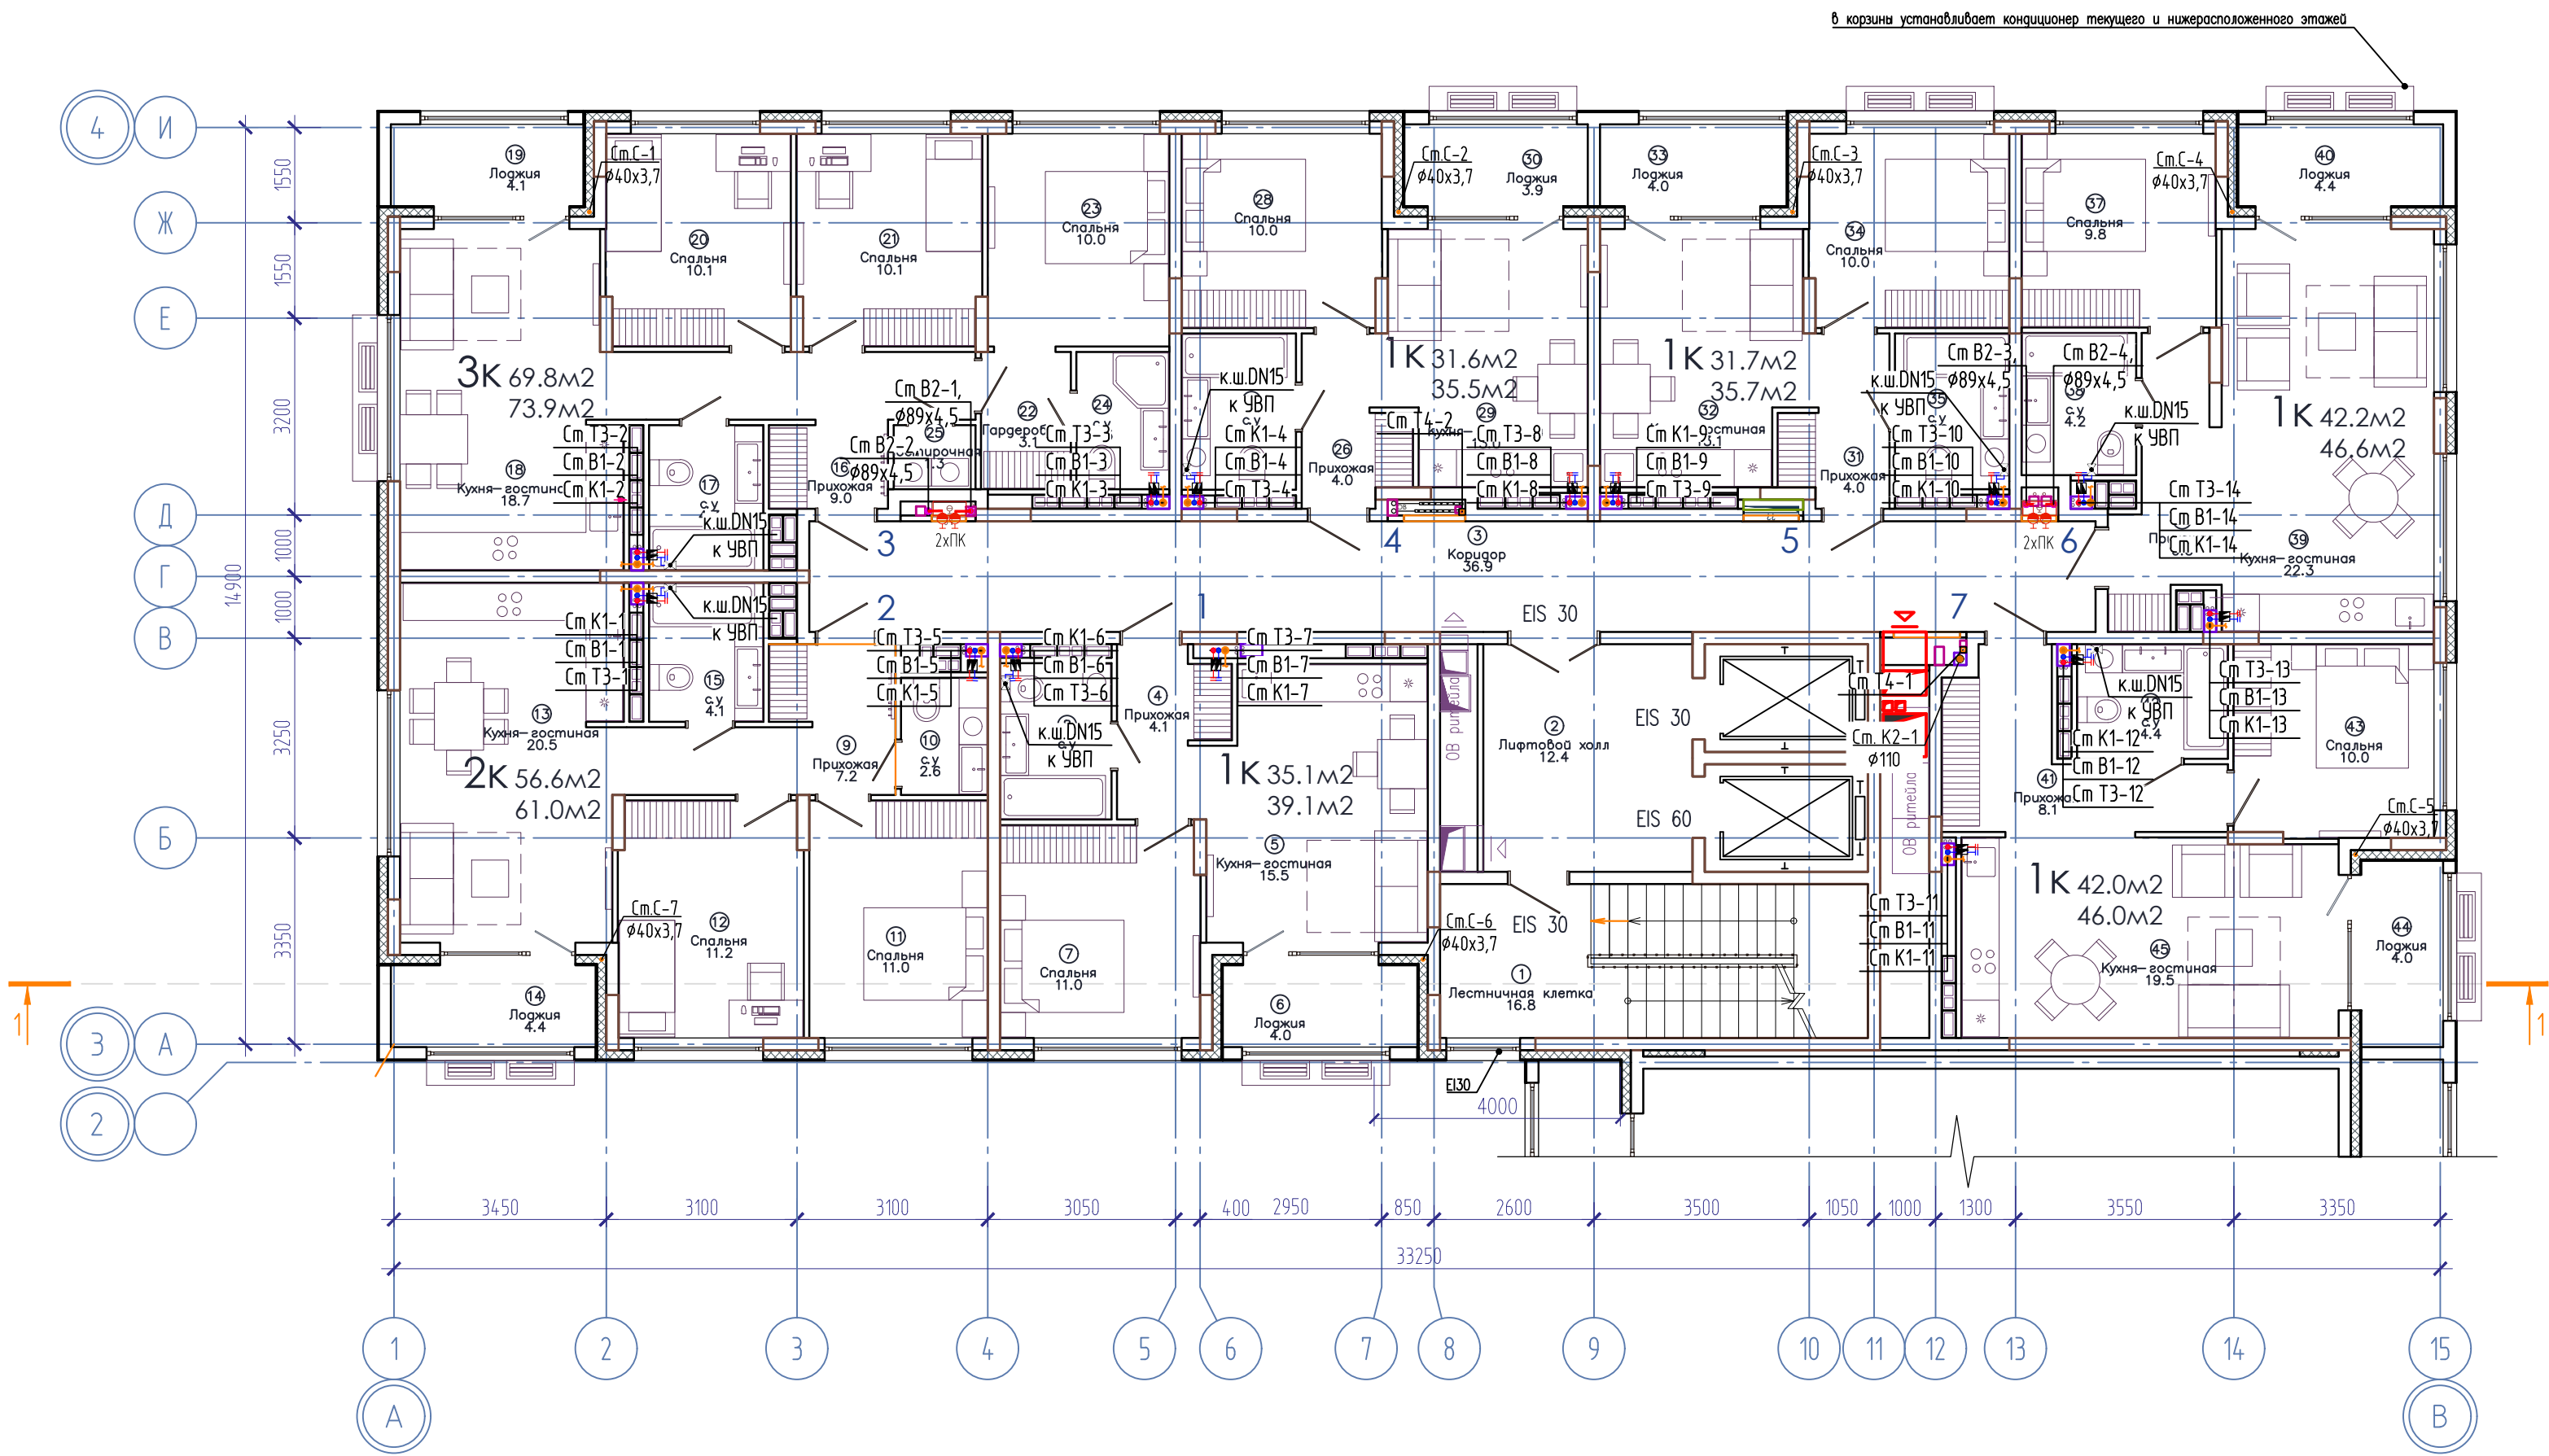 в корзины устанавливает кондиционер текущего и нижерасположенного этажей
4 И
Ж
Е
Д
Г
В
Б
3 А
2
1550
1550
3200
1000
1000
3250
3350
14900
19
Лоджия
4.1
Ст.С-1
ϕ40х3,7
20
Спальня
10.1
21
Спальня
10.1
23
Спальня
10.0
28
Спальня
10.0
Ст.С-2
ϕ40х3,7
30
Лоджия
3.9
33
Лоджия
4.0
Ст.С-3
ϕ40х3,7
34
Спальня
10.0
37
Спальня
9.8
Ст.С-4
ϕ40х3,7
40
Лоджия
4.4
3К 69.8м2
73.9м2
Ст Т3-2
Ст В1-2
Ст К1-2
18
18.7
17
к.ш.DN15
к УВП
16
Прихожая
9.0
Ст В2-1,
ϕ89х4,5
Ст В2-2,
ϕ89х4,5
25
22
Гардероб
3.1
24
Ст Т3-3
Ст В1-3
Ст К1-3
к.ш.DN15
к УВП
Ст К1-4
Ст В1-4
Ст Т3-4
26
Прихожая
4.0
1К 31.6м2
35.5м2
29
Ст Т3-8
Ст В1-8
Ст К1-8
1К 31.7м2
35.7м2
32
Ст К1-9
Ст В1-9
Ст Т3-9
31
Прихожая
4.0
к.ш.DN15
к УВП
35
Ст В2-3,
ϕ89х4,5
Ст Т3-10
Ст В1-10
Ст К1-10
Ст В2-4,
ϕ89х4,5
с.у
4.2
к.ш.DN15
к УВП
1К 42.2м2
46.6м2
Ст Т3-14
Ст В1-14
Ст К1-14
39
Кухня-гостиная
22.3
3
2хПК
4
3
Коридор
36.9
5
2хПК
6
2
1
EIS 30
7
к.ш.DN15
к УВП
Ст К1-1
Ст В1-1
Ст Т3-1
15
с.у
4.1
13
Кухня-гостиная
20.5
2К 56.6м2
61.0м2
9
Прихожая
7.2
Ст Т3-5
Ст В1-5
Ст К1-5
10
с.у
2.6
Ст К1-6
Ст В1-6
Ст Т3-6
к.ш.DN15
к УВП
4
Прихожая
4.1
Ст Т3-7
Ст В1-7
Ст К1-7
1К 35.1м2
39.1м2
5
Кухня-гостиная
15.5
ОВ ритейла
2
Лифтовой холл
12.4
EIS 30
EIS 60
EIS 30
Ст. К2-1
ϕ110
ОВ ритейла
41
8.1
к.ш.DN15
к УВП
Ст К1-12
Ст В1-12
Ст Т3-12
Ст Т3-13
Ст В1-13
Ст К1-13
43
Спальня
10.0
Ст.С-5
ϕ40х3,7
Ст.С-7
ϕ40х3,7
12
Спальня
11.2
11
Спальня
11.0
7
Спальня
11.0
Ст.С-6
ϕ40х3,7
1
Лестничная клетка
16.8
Ст Т3-11
Ст В1-11
Ст К1-11
1К 42.0м2
46.0м2
45
Кухня-гостиная
19.5
44
Лоджия
4.0
14
Лоджия
4.4
6
Лоджия
4.0
1
1
EI30
4000
3450 3100 3100 3050 400 2950 850 2600 3500 1050 1000 1300 3550 3350
33250
1 2 3 4 5 6 7 8 9 10 11 12 13 14 15
А В